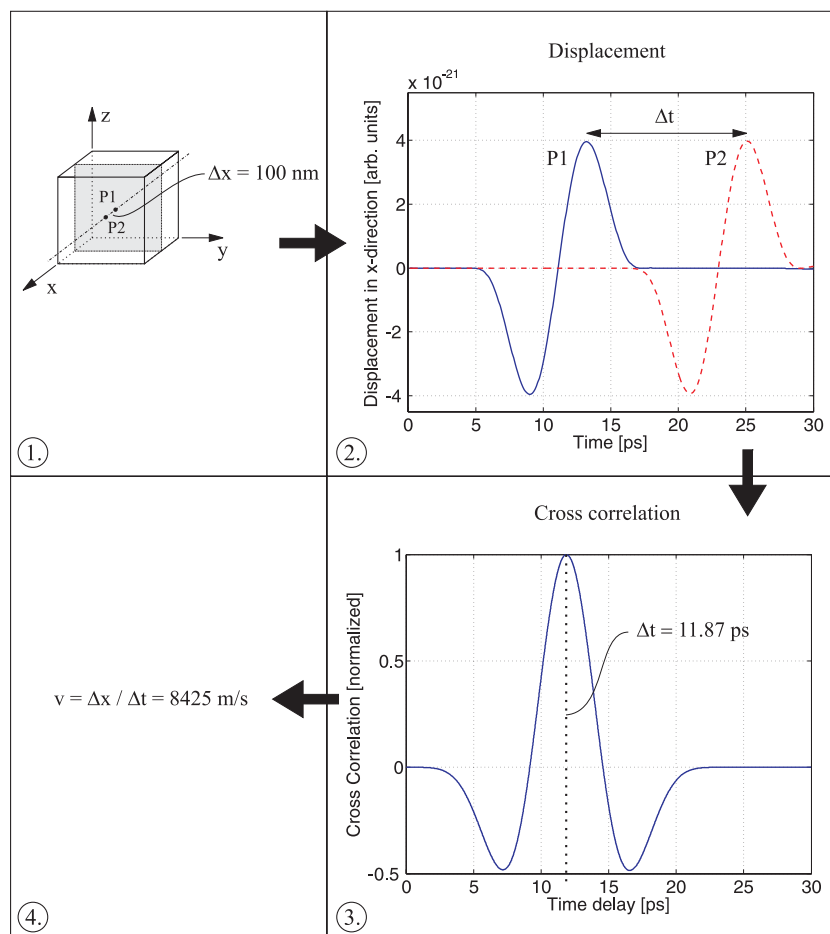 z
Δx = 100 nm
P1
P2
y
x
1.
Displacement
x 10-21
Δt
P1
P2
Displacement in x-direction [arb. units]
4
2
0
-2
-4
0 5 10 15 20 25 30
Time [ps]
2.
Cross correlation
Cross Correlation [normalized]
1
0.5
0
-0.5
Δt = 11.87 ps
0 5 10 15 20 25 30
Time delay [ps]
3.
v = Δx / Δt = 8425 m/s
4.